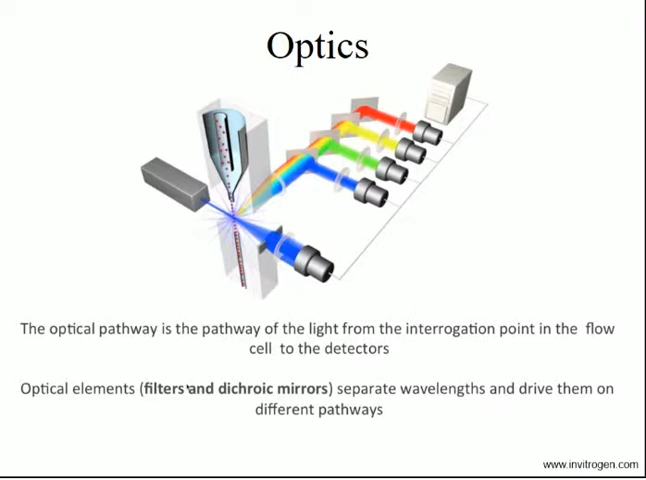 Optics
The optical pathway is the pathway of the light from the interrogation point in the flow
cell to the detectors
Optical elements (filters and dichroic mirrors) separate wavelengths and drive them on
different pathways
www.invitrogen.com